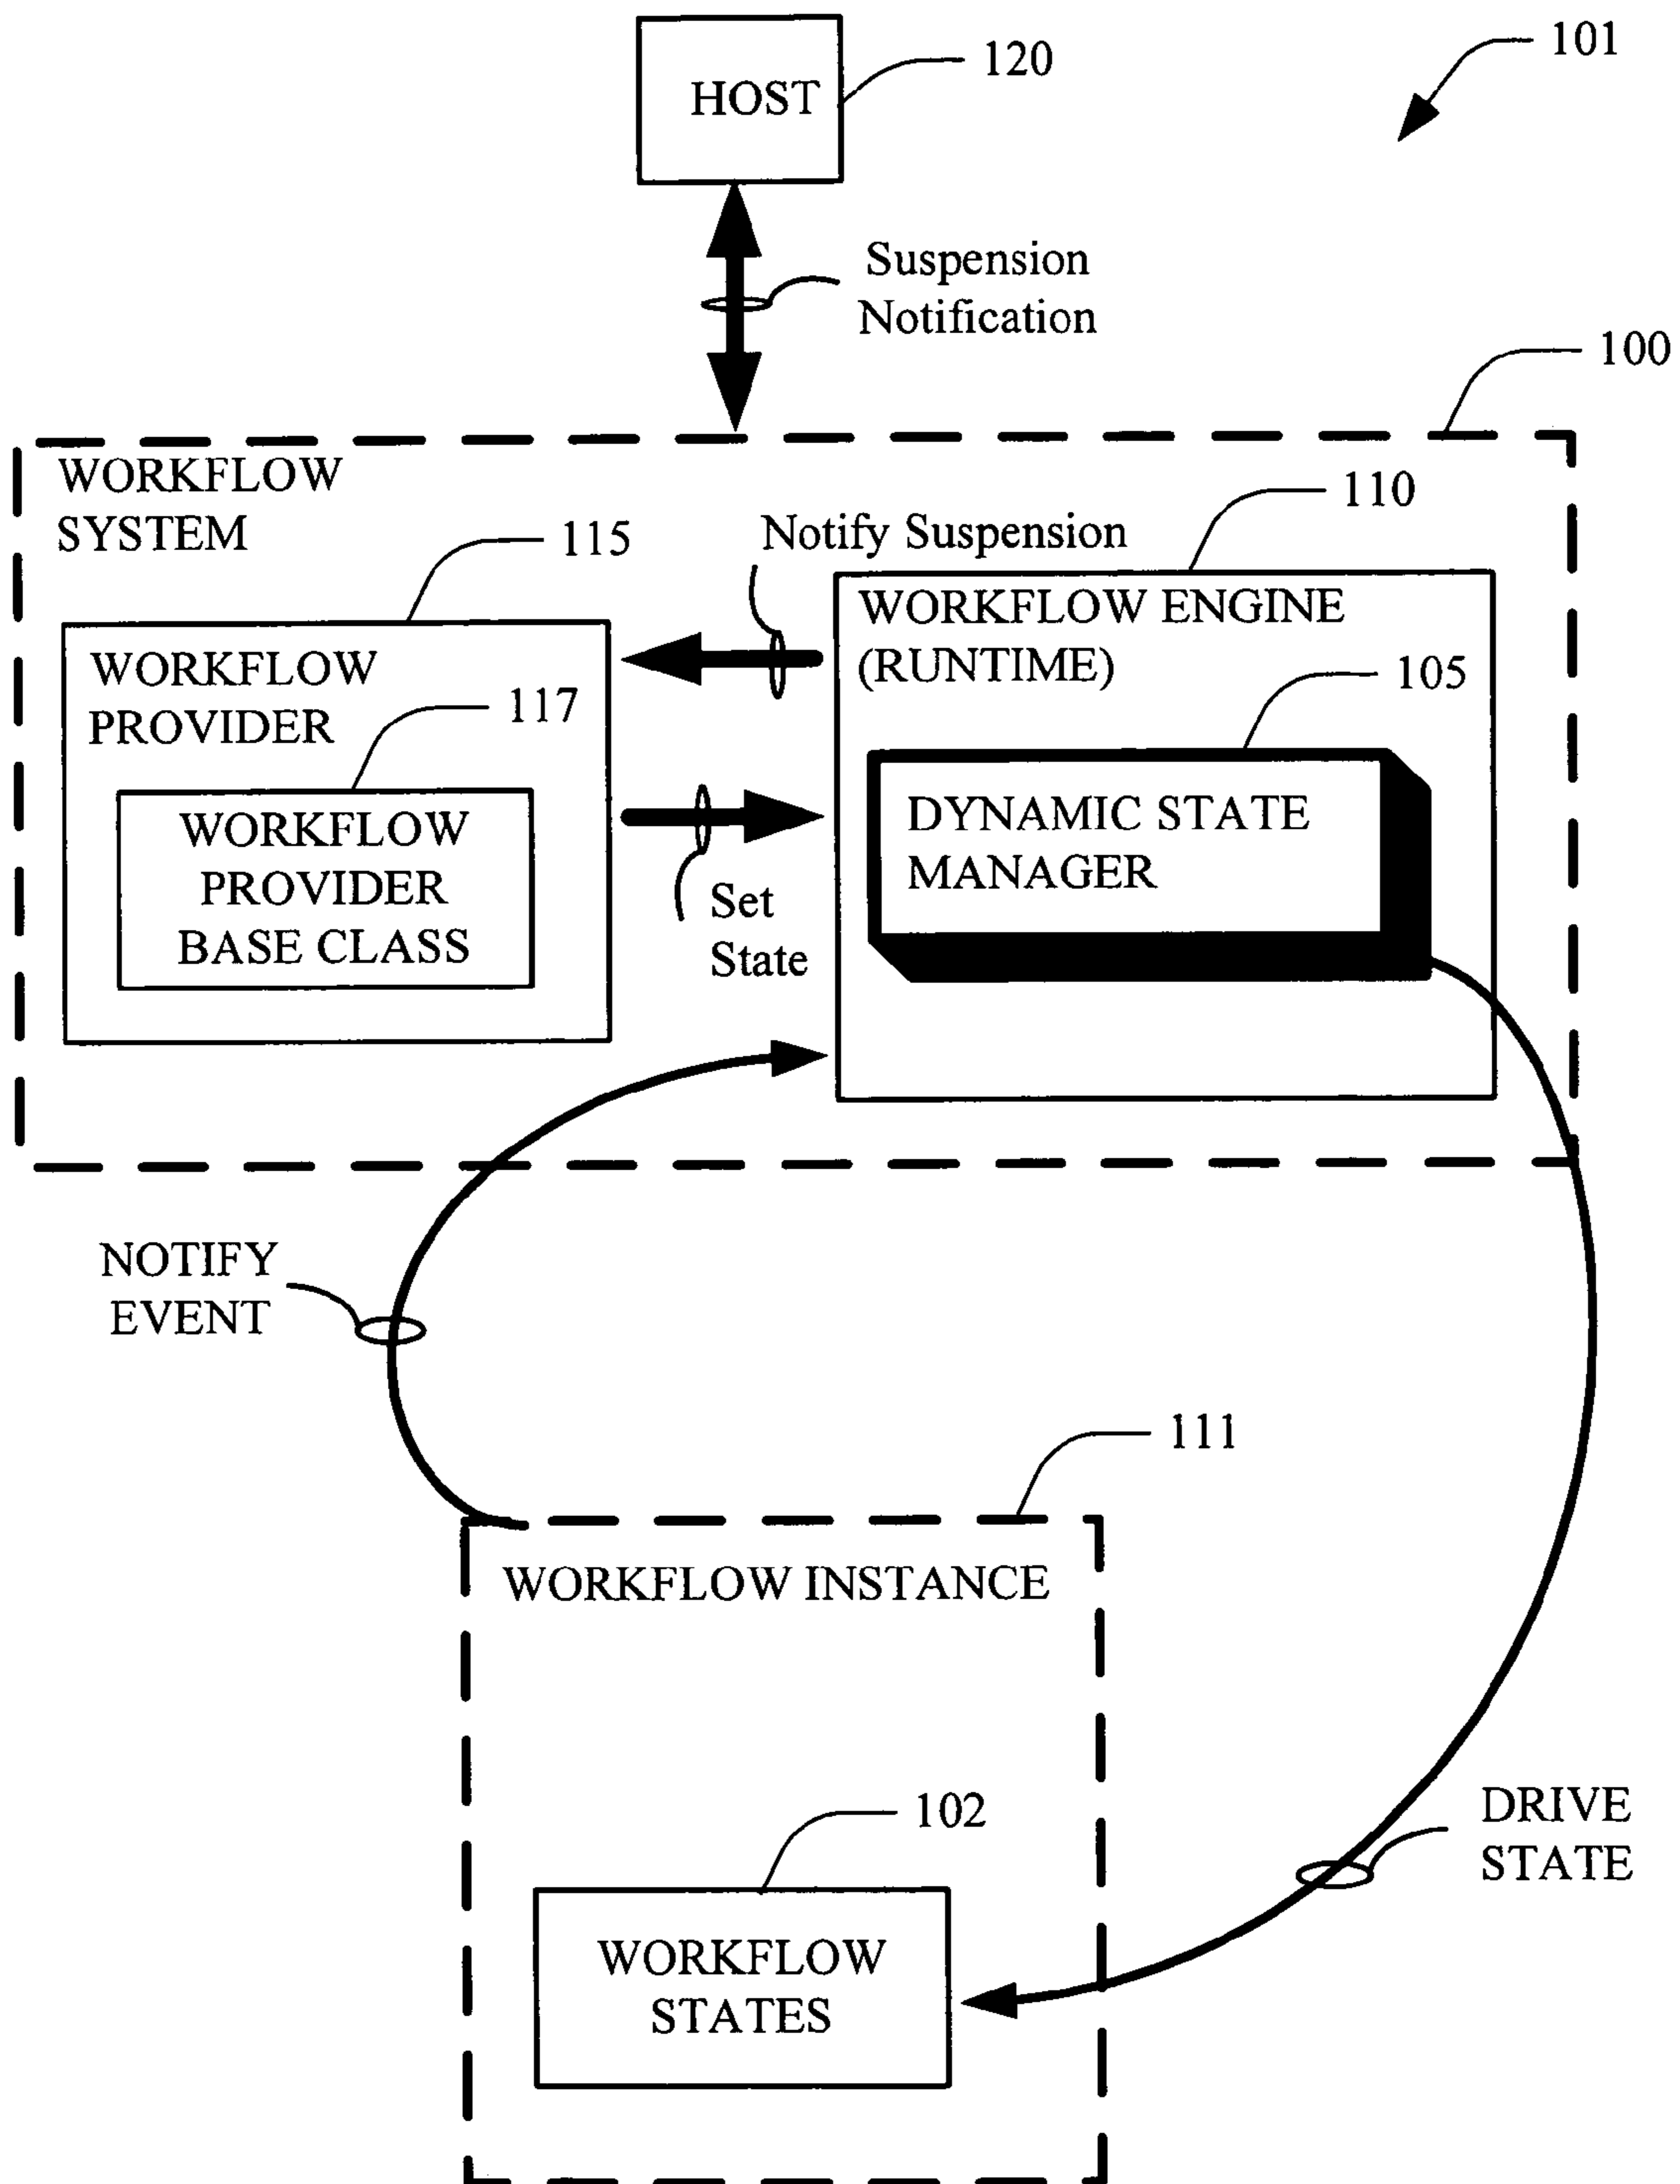 101
120
HOST
Suspension
Notification
100
WORKFLOW
SYSTEM
110
115
Notify Suspension
WORKFLOW ENGINE
(RUNTIME)
WORKFLOW
PROVIDER
105
117
DYNAMIC STATE
MANAGER
WORKFLOW
PROVIDER
BASE CLASS
Set
State
NOTIFY
EVENT
111
WORKFLOW INSTANCE
102
DRIVE
STATE
WORKFLOW
STATES